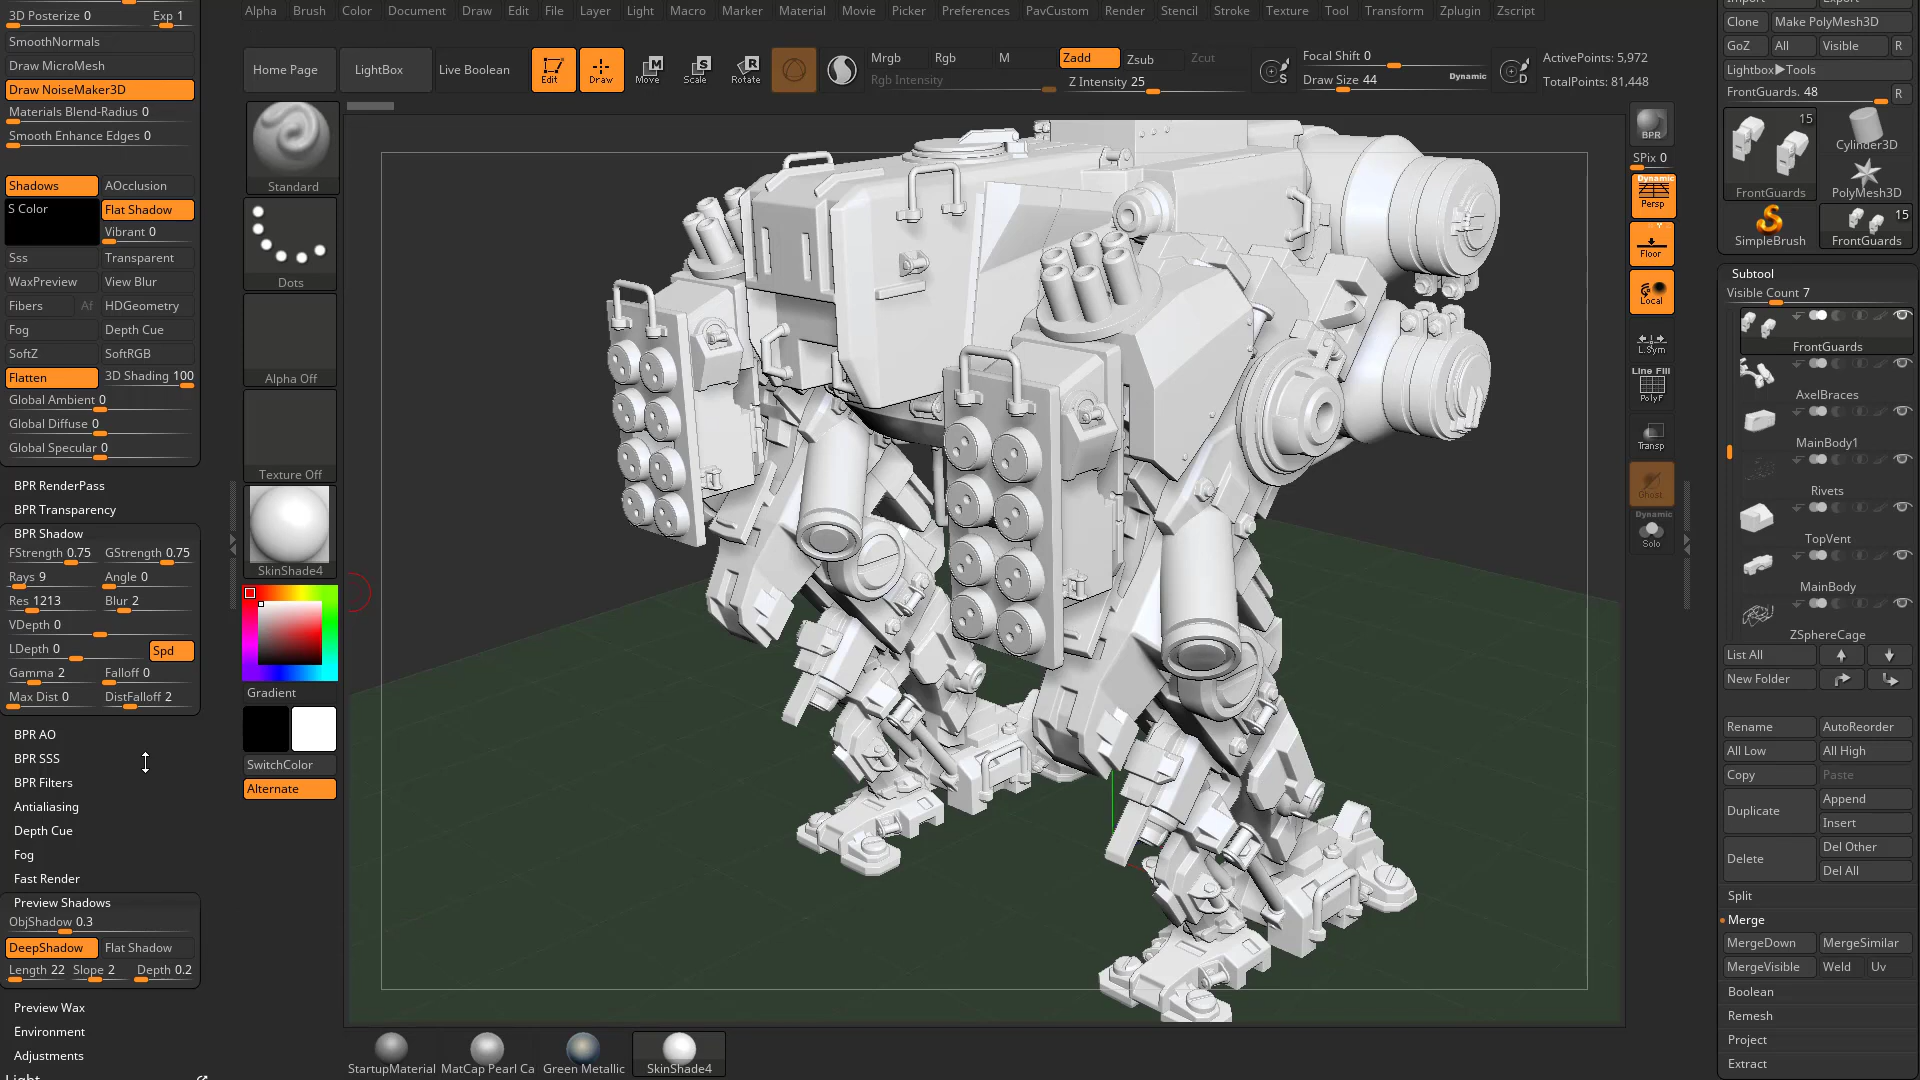 Alpha Brush Color Document Draw Edit File Layer Light Macro Marker Material Movie Picker Preferences PavCustom Render Stencil Stroke Texture Tool Transform Zplugin Zscript
3D Posterize 0 Exp 1
SmoothNormals
Draw MicroMesh
Draw NoiseMaker3D
Materials Blend-Radius 0
Smooth Enhance Edges 0
Shadows AOcclusion
S Color Flat Shadow
Vibrant 0
Sss Transparent
WaxPreview View Blur
Fibers Af HDGeometry
Fog Depth Cue
SoftZ SoftRGB
Flatten 3D Shading 100
Global Ambient 0
Global Diffuse 0
Global Specular 0
BPR RenderPass
BPR Transparency
BPR Shadow
FStrength 0.75 GStrength 0.75
Rays 9 Angle 0
Res 1213 Blur 2
VDepth 0
LDepth 0 Spd
Gamma 2 Falloff 0
Max Dist 0 DistFalloff 2
BPR AO
BPR SSS
BPR Filters
Antialiasing
Depth Cue
Fog
Fast Render
Preview Shadows
ObjShadow 0.3
DeepShadow Flat Shadow
Length 22 Slope 2 Depth 0.2
Preview Wax
Environment
Adjustments
Light
Home Page LightBox Live Boolean Edit Draw Move Scale Rotate
M S R
Mrgb Rgb M
Rgb Intensity
Zadd Zsub Zcut
Z Intensity 25
S
Focal Shift 0
Draw Size 44 Dynamic
D
ActivePoints: 5,972
TotalPoints: 81,448
Standard
Dots
Alpha Off
Texture Off
SkinShade4
Gradient
SwitchColor
Alternate
StartupMaterial MatCap Pearl Ca Green Metallic SkinShade4
BPR
SPix 0
Dynamic
Persp
Floor
Local
L.Sym
Line Fill
PolyF
Transp
Ghost
Dynamic
Solo
Import Export
Clone Make PolyMesh3D
GoZ All Visible R
Lightbox▶Tools
FrontGuards. 48 R
15
FrontGuards Cylinder3D
PolyMesh3D
15
SimpleBrush FrontGuards
Subtool
Visible Count 7
FrontGuards
AxelBraces
MainBody1
Rivets
TopVent
MainBody
ZSphereCage
List All
New Folder
Rename AutoReorder
All Low All High
Copy Paste
Duplicate Append
Insert
Delete Del Other
Del All
Split
Merge
MergeDown MergeSimilar
MergeVisible Weld Uv
Boolean
Remesh
Project
Extract